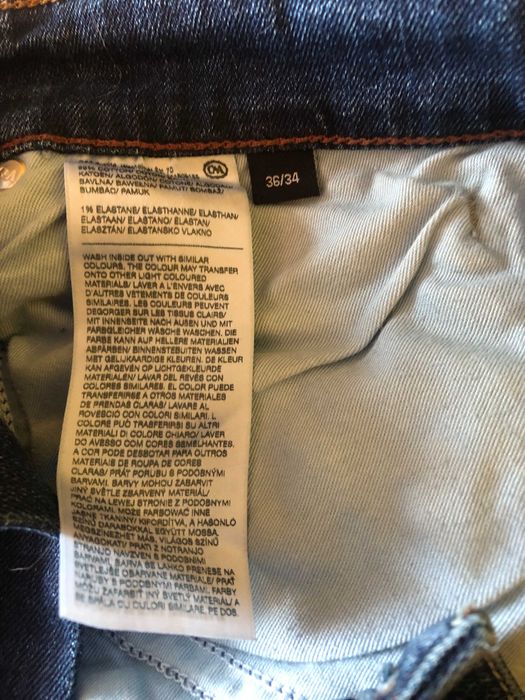 99% COTTON/
KATOEN/ ALGODÓN/
BAVLNA/ BAWEŁNA/ PAMUT/ BOMBAŽ/
BUMBAC/ PAMUK
1% ELASTANE/ ELASTHANNE/ ELASTHAN/
ELASTAAN/ ELASTANO/ ELASTAN/
ELASZTÁN/ ELASTANSKO VLAKNO
WASH INSIDE OUT WITH SIMILAR
COLOURS. THE COLOUR MAY TRANSFER
ONTO OTHER LIGHT COLOURED
MATERIALS/ LAVER A L'ENVERS AVEC
D'AUTRES VETEMENTS DE COULEURS
SIMILAIRES. LES COULEURS PEUVENT
DEGORGER SUR LES TISSUS CLAIRS/
MIT INNENSEITE NACH AUßEN UND MIT
FARBGLEICHER WÄSCHE WASCHEN. DIE
FARBE KANN AUF HELLERE MATERIALIEN
ABFÄRBEN/ BINNENSTEBUITEN WASSEN
MET GELIJKAARDIGE KLEUREN. DE KLEUR
KAN AFGEVEN OP LICHTGEKLEURDE
MATERIALEN/ LAVAR DEL REVÉS CON
COLORES SIMILARES. EL COLOR PUEDE
TRANSFERIRSE A OTROS MATERIALES
DE PRENDAS CLARAS/ LAVARE AL
ROVESCIO CON COLORI SIMILARI. L
COLORE PUÒ TRASFERIRSI SU ALTRI
MATERIALI DI COLORE CHIARO/ LAVER
DO AVESSO COM CORES SEMELHANTES.
A COR PODE DESBOTAR PARA OUTROS
MATERIAIS DE ROUPA DE CORES
CLARAS/ PRÁT PORUBU S PODOBNÝMI
BARVAMI. BARVY MOHOU ZABARVIT
JINÝ SVĚTLE ZBARVENÝ MATERIÁL/
PRAĆ NA LEWEJ STRONIE Z PODOBNYMI
KOLORAMI. MOŻE FARBOWAĆ INNE
JASNE TKANINY/ KIFORDÍTVA, A HASONLÓ
SZÍNŰ DARABOKKAL EGYÜTT MOSSA.
MEGSZÍNEZHET MÁS, VILÁGOS SZÍNŰ
ANYAGOKAT/ PRATI Z NOTRANJO
STRANJO NAVZVEN S PODOBNIMI
BARVAMI. BARVA SE LAHKO PRENESE NA
SVETLEJŠE OBARVANE MATERIALE/ PRAŤ
NARUBY S PODOBNÝMI FARBAMI. FARBY
MÔŽU ZAFARBIŤ INÝ SVETLÝ MATERIÁL/ A
SE SPĂLA CU CULORI SIMILARE, PE DOS.
36/34